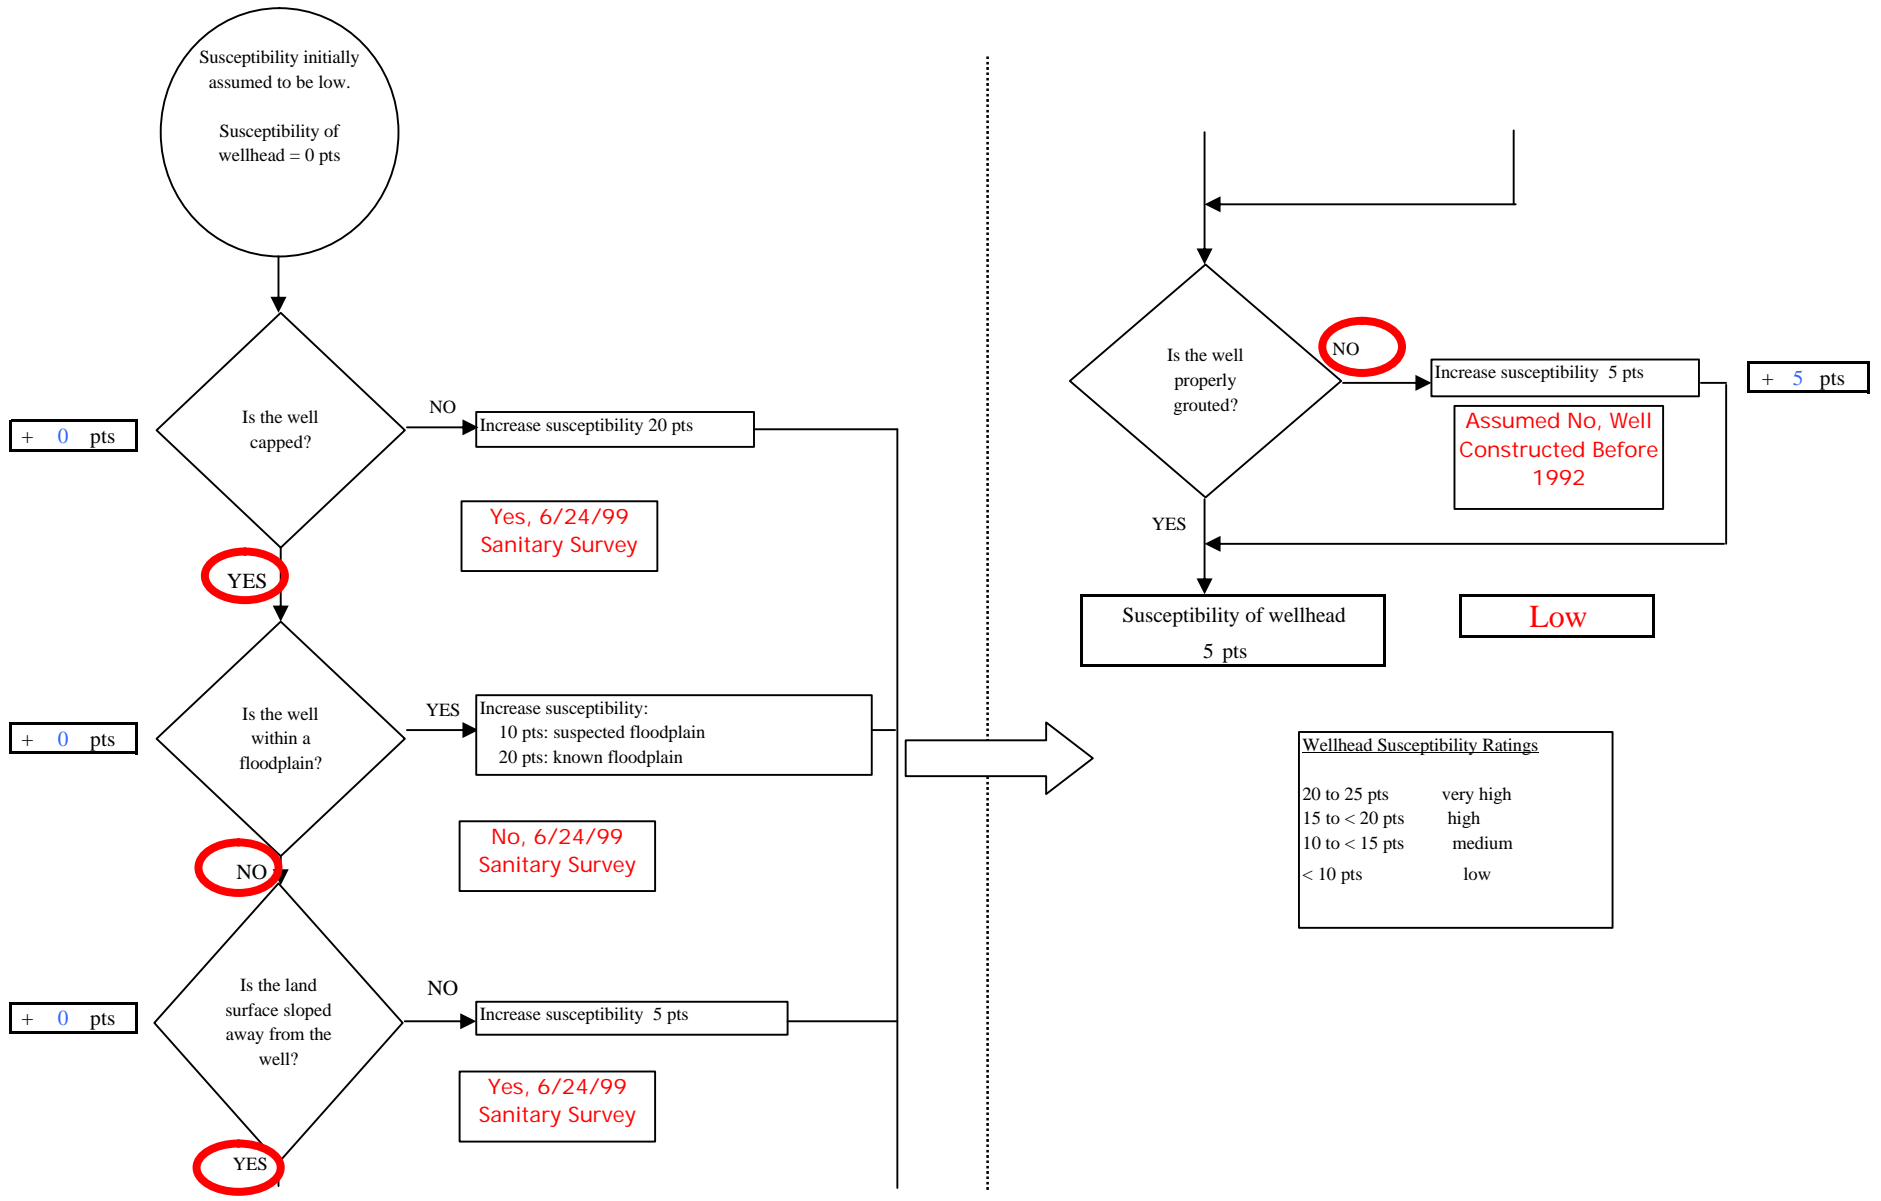 Susceptibility initially
assumed to be low.
Susceptibility of
wellhead = 0 pts
Is the well
capped?
NO
Increase susceptibility 20 pts
+ 0 pts
Yes, 6/24/99
Sanitary Survey
YES
Is the well
within a
floodplain?
YES
Increase susceptibility:
10 pts: suspected floodplain
20 pts: known floodplain
+ 0 pts
No, 6/24/99
Sanitary Survey
NO
Is the land
surface sloped
away from the
well?
NO
Increase susceptibility 5 pts
+ 0 pts
Yes, 6/24/99
Sanitary Survey
YES
Is the well
properly
grouted?
NO
Increase susceptibility 5 pts
+ 5 pts
Assumed No, Well
Constructed Before
1992
YES
Susceptibility of wellhead
5 pts
Low
Wellhead Susceptibility Ratings
20 to 25 pts very high
15 to < 20 pts high
10 to < 15 pts medium
< 10 pts low